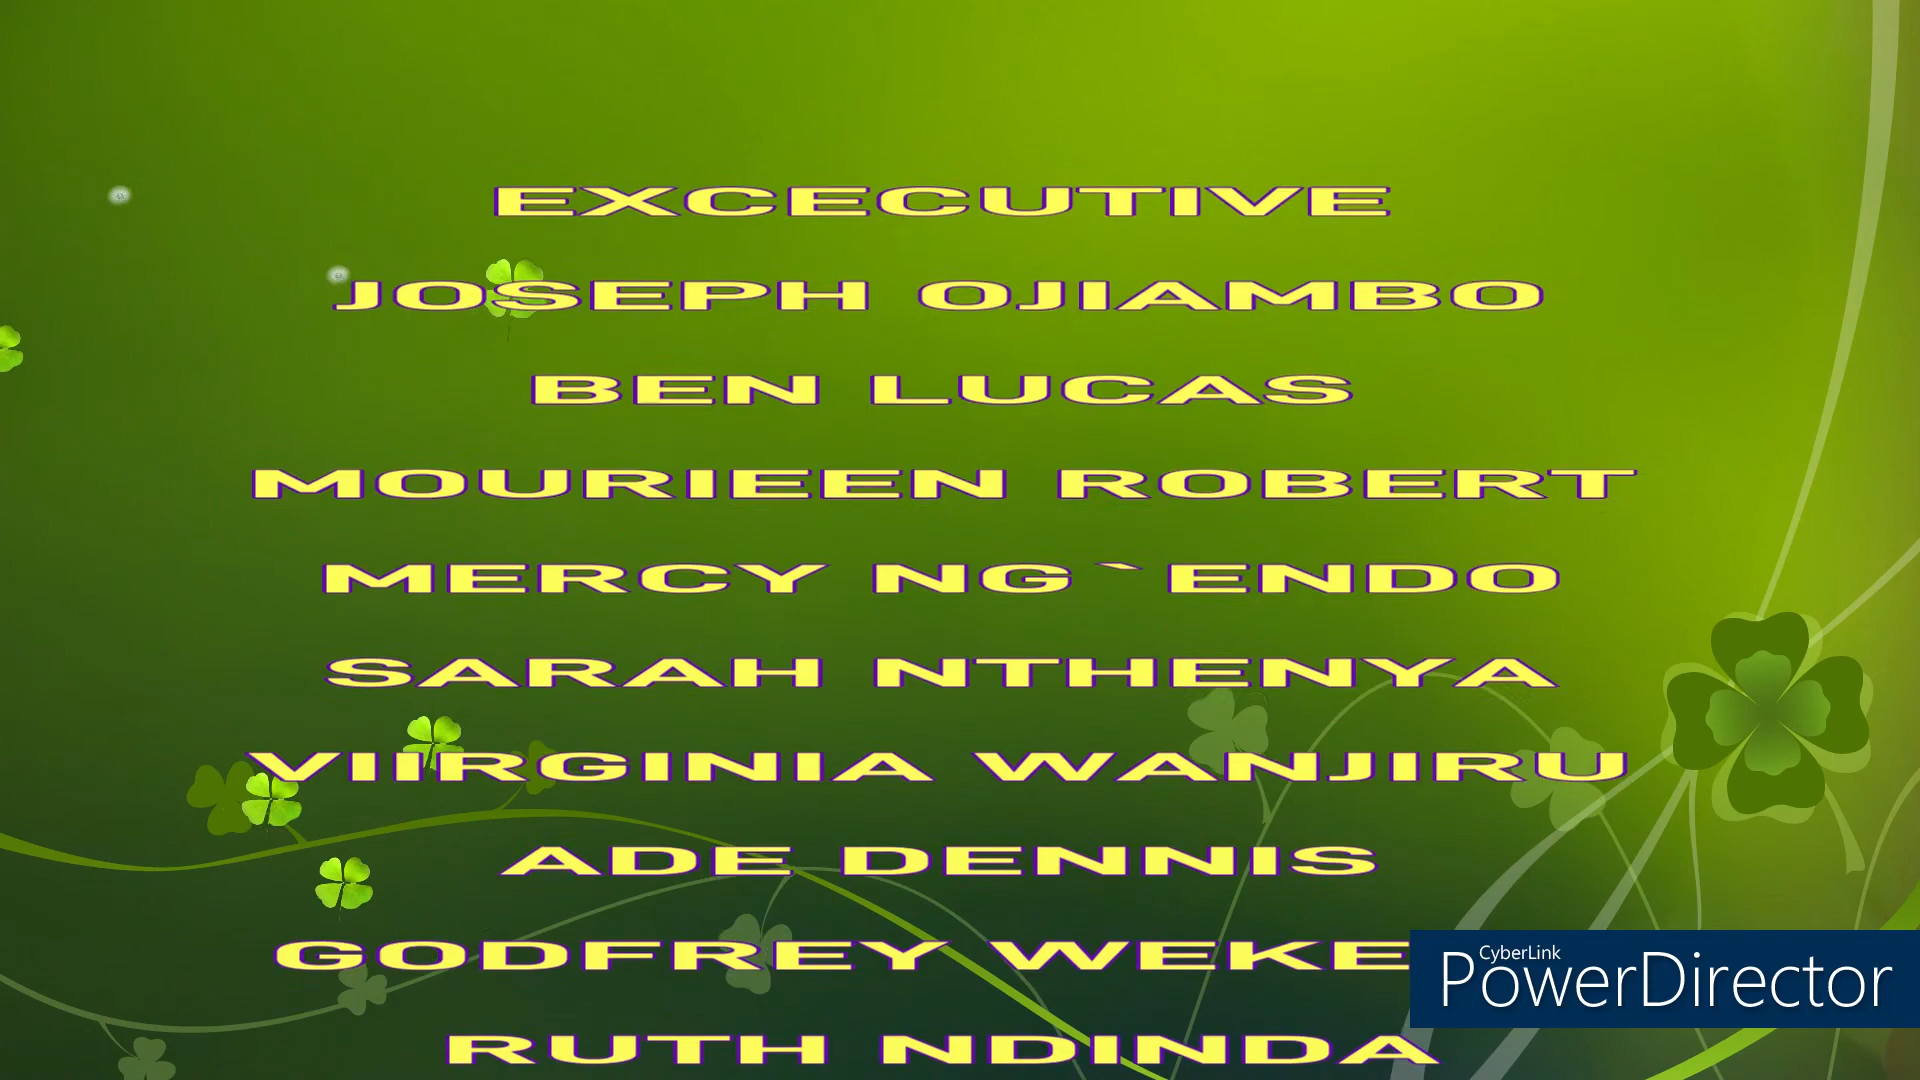 EXCECUTIVE
JOSEPH OJIAMBO
BEN LUCAS
MOURIEEN ROBERT
MERCY NG`ENDO
SARAH NTHENYA
VIIRGINIA WANJIRU
ADE DENNIS
GODFREY
RUTH NDINDA
CyberLink
PowerDirector